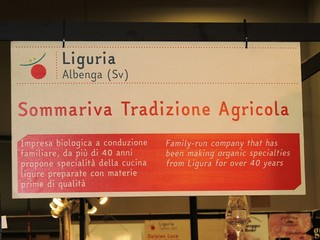 Liguria
Albenga (Sv)
Sommariva Tradizione Agricola
Impresa biologica a conduzione
familiare, da più di 40 anni
propone specialità della cucina
ligure preparate con materie
prime di qualità
Family-run company that has
been making organic specialties
from Ligura for over 40 years
Liguria